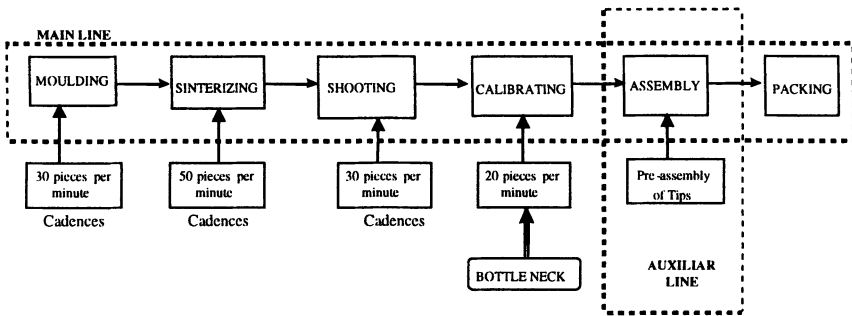 MAIN LINE
MOULDING
SINTERIZING
SHOOTING
CALIBRATING
ASSEMBLY
PACKING
30 pieces per
minute
Cadences
50 pieces per
minute
Cadences
30 pieces per
minute
Cadences
20 pieces per
minute
Pre-assembly
of Tips
BOTTLE NECK
AUXILIAR
LINE